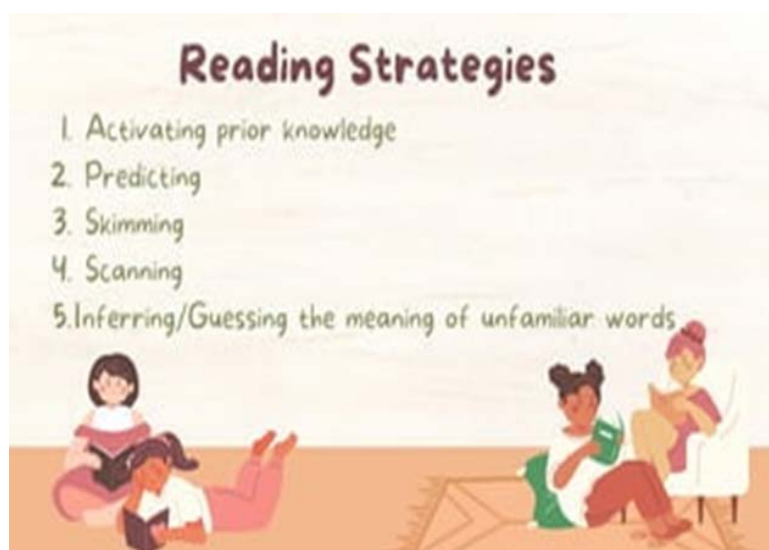 Reading Strategies
1. Activating prior knowledge
2. Predicting
3. Skimming
4. Scanning
5.Inferring/Guessing the meaning of unfamiliar words